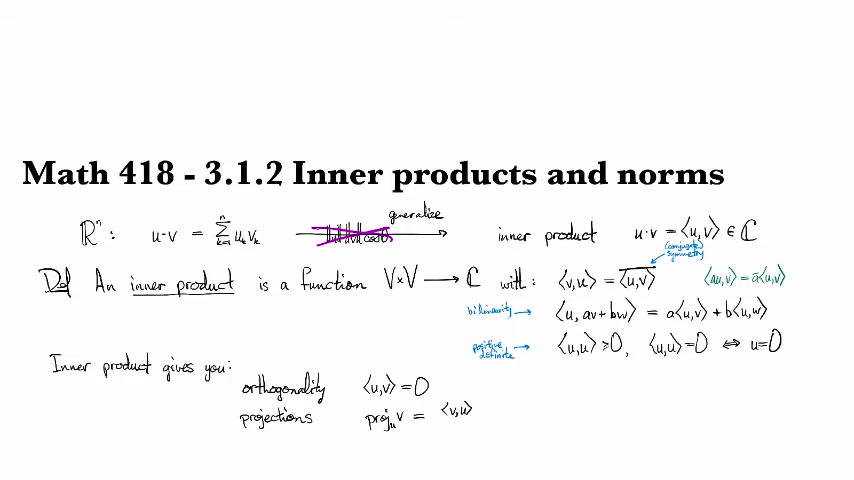 Math 418 - 3.1.2 Inner products and norms
generalize
ℝⁿ: u·v = Σₖ₌₁ⁿ uₖvₖ inner product u·v = ⟨u,v⟩ ∈ ℂ
(conjugate) symmetry
Def An inner product is a function V×V → ℂ with: ⟨v,u⟩ = \overline{⟨u,v⟩} ⟨au,v⟩ = ā⟨u,v⟩
bilinearity → ⟨u, av+bw⟩ = a⟨u,v⟩ + b⟨u,w⟩
positive definite → ⟨u,u⟩ ≥ 0, ⟨u,u⟩ = 0 ⇔ u = 0
Inner product gives you:
orthogonality ⟨u,v⟩ = 0
projections projᵤv = ⟨v,u⟩